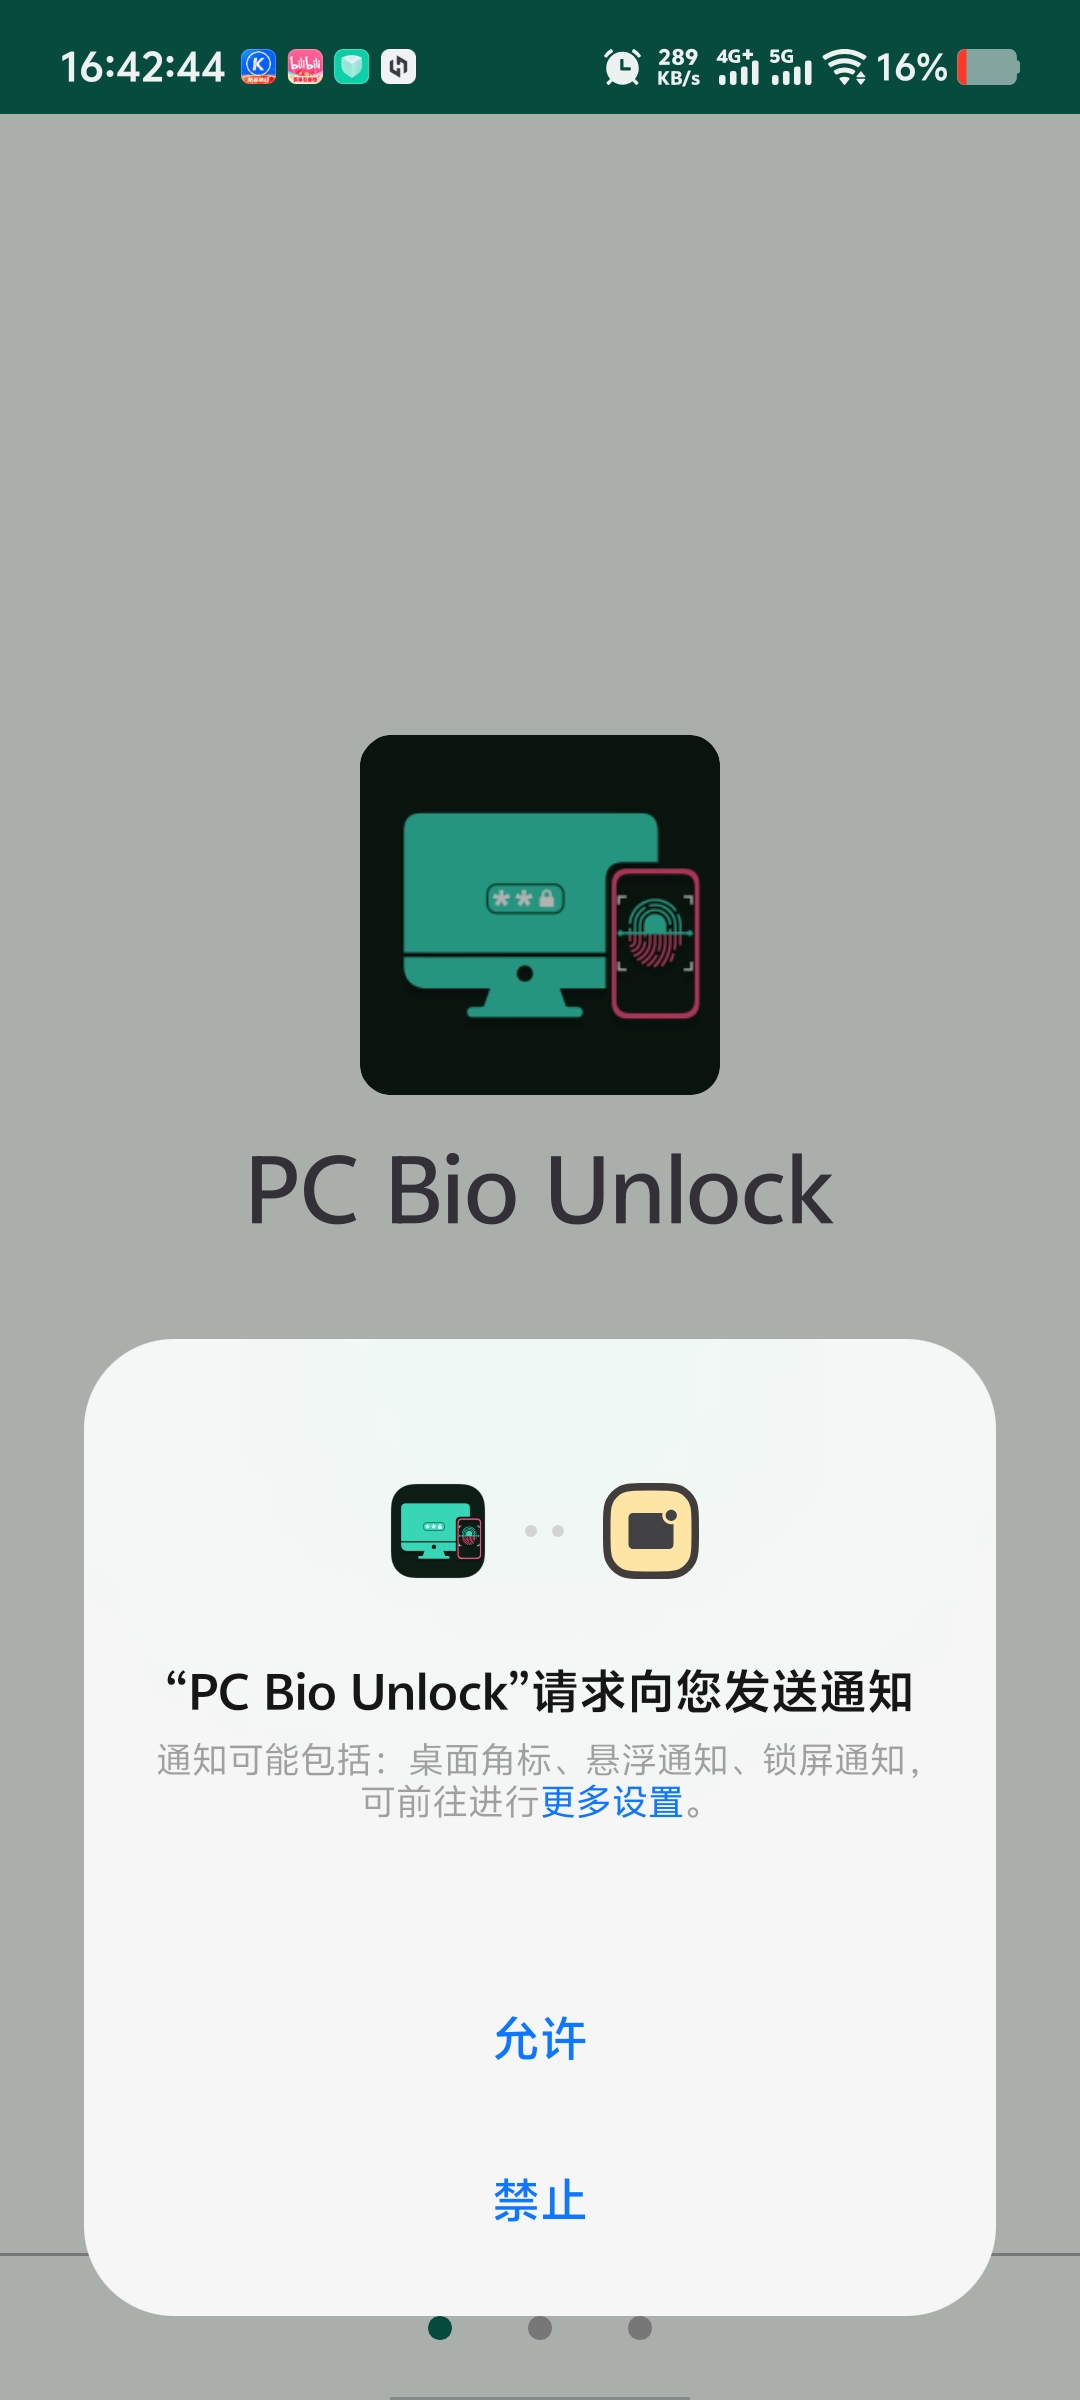 16:42:44 289 KB/s 4G+ 5G 16%
**
PC Bio Unlock
“PC Bio Unlock”请求向您发送通知
通知可能包括：桌面角标、悬浮通知、锁屏通知，
可前往进行更多设置。
允许
禁止